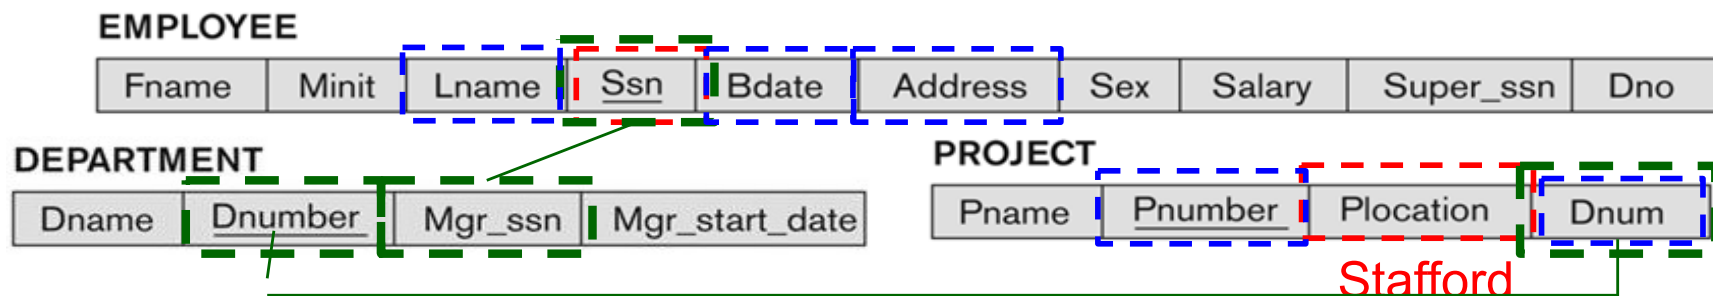 EMPLOYEE
Fname Minit Lname Ssn Bdate Address Sex Salary Super_ssn Dno
DEPARTMENT
Dname Dnumber Mgr_ssn Mgr_start_date
PROJECT
Pname Pnumber Plocation Dnum
Stafford